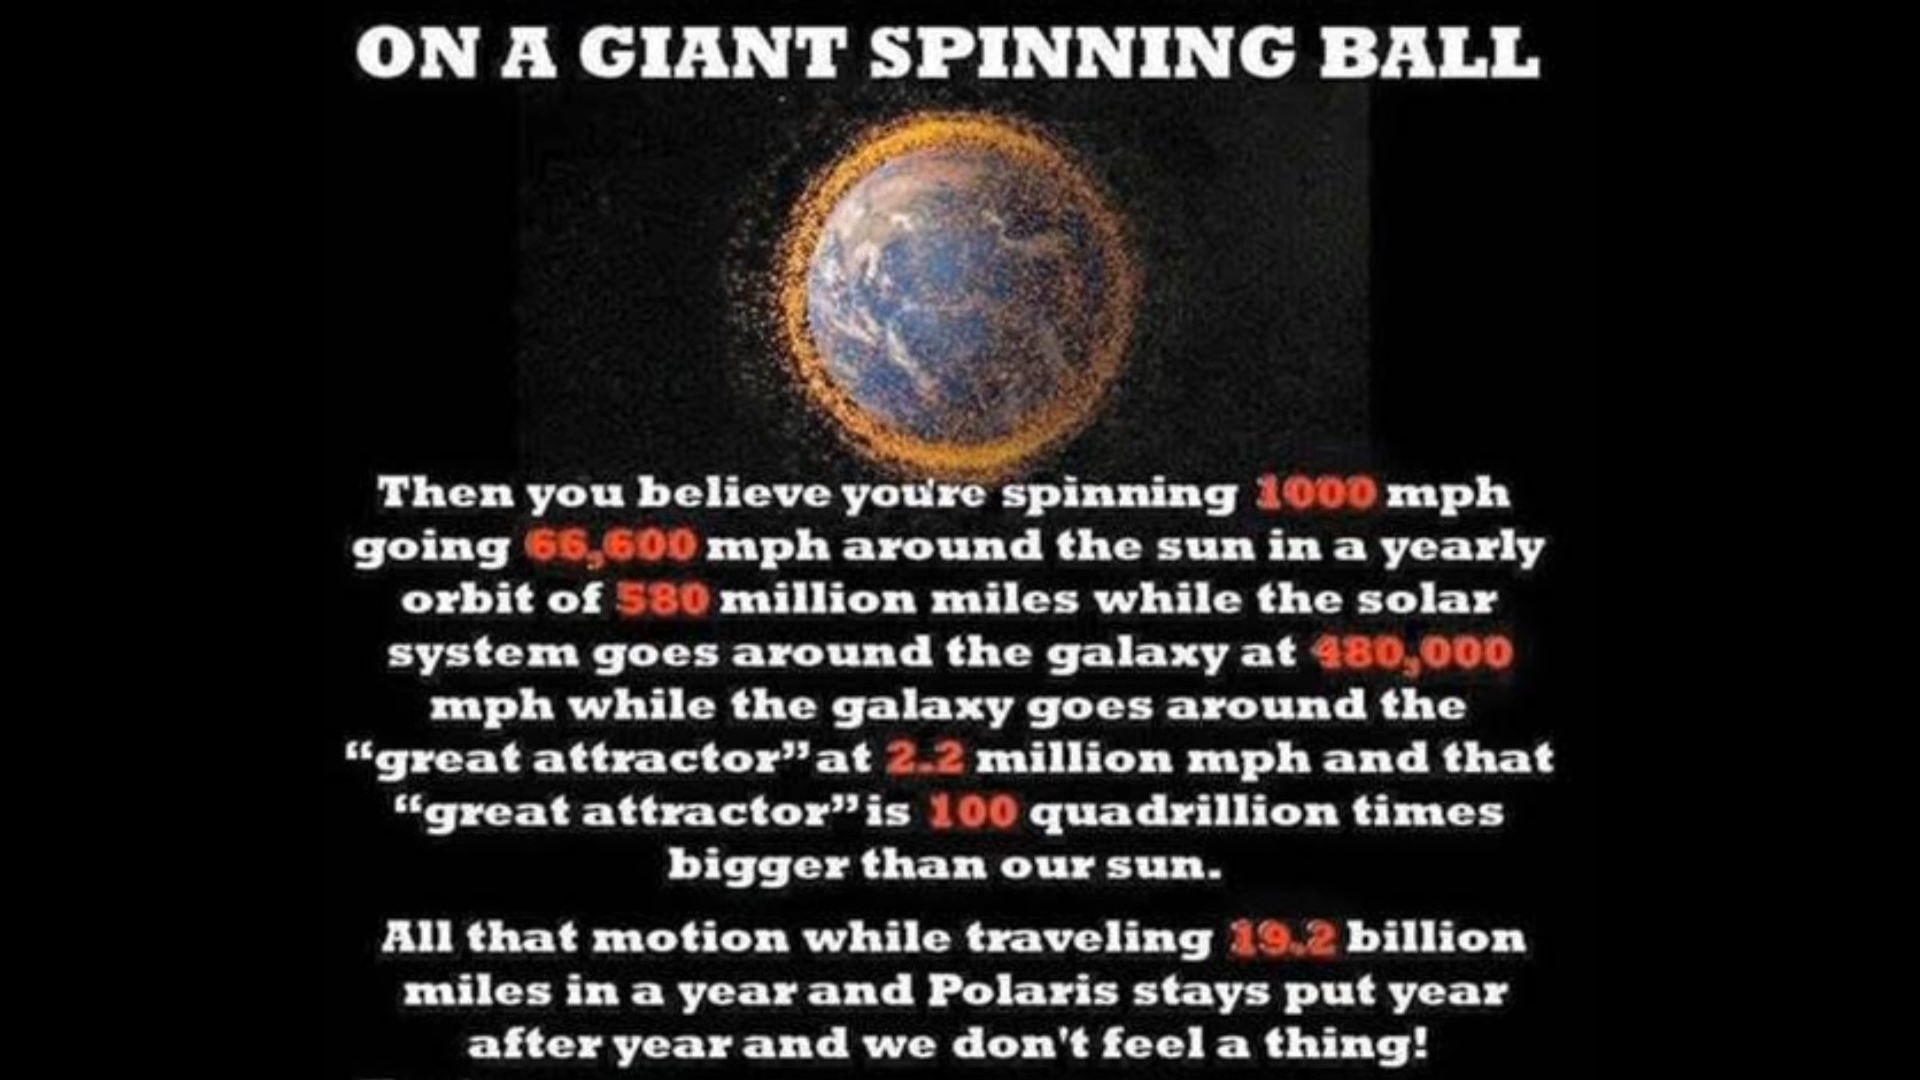 ON A GIANT SPINNING BALL
Then you believe you're spinning 1000 mph
going 66,600 mph around the sun in a yearly
orbit of 580 million miles while the solar
system goes around the galaxy at 480,000
mph while the galaxy goes around the
“great attractor” at 2.2 million mph and that
“great attractor” is 100 quadrillion times
bigger than our sun.
All that motion while traveling 19.2 billion
miles in a year and Polaris stays put year
after year and we don't feel a thing!